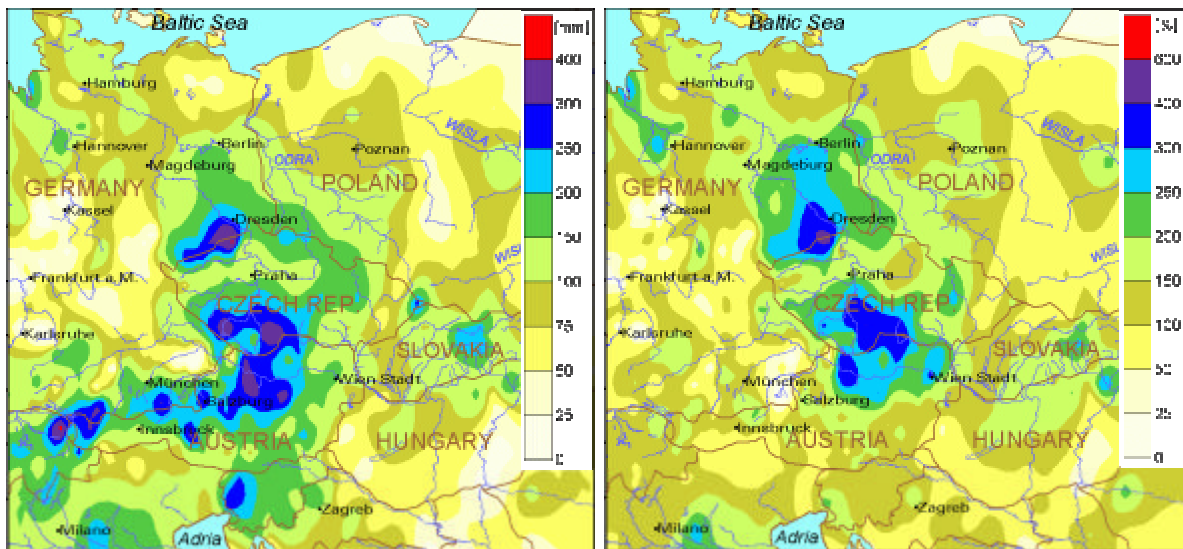 Baltic Sea
[mm]
400
300
250
200
150
100
75
50
25
0
Hamburg
Hannover
Berlin
Magdeburg
ODRA
Poznan
WISLA
GERMANY
POLAND
Kassel
Dresden
WISLA
Frankfurt a.M.
Praha
CZECH REP
Karlsruhe
SLOVAKIA
München
Wien Stadt
Salzburg
Innsbruck
AUSTRIA
HUNGARY
Zagreb
Milano
Adria
Baltic Sea
[%]
600
400
300
250
200
150
100
50
25
0
Hamburg
Hannover
Berlin
Magdeburg
ODRA
Poznan
WISLA
GERMANY
POLAND
Kassel
Dresden
Frankfurt a.M.
Praha
CZECH REP
Karlsruhe
SLOVAKIA
München
Wien Stadt
Salzburg
Innsbruck
AUSTRIA
HUNGARY
Zagreb
Milano
Adria